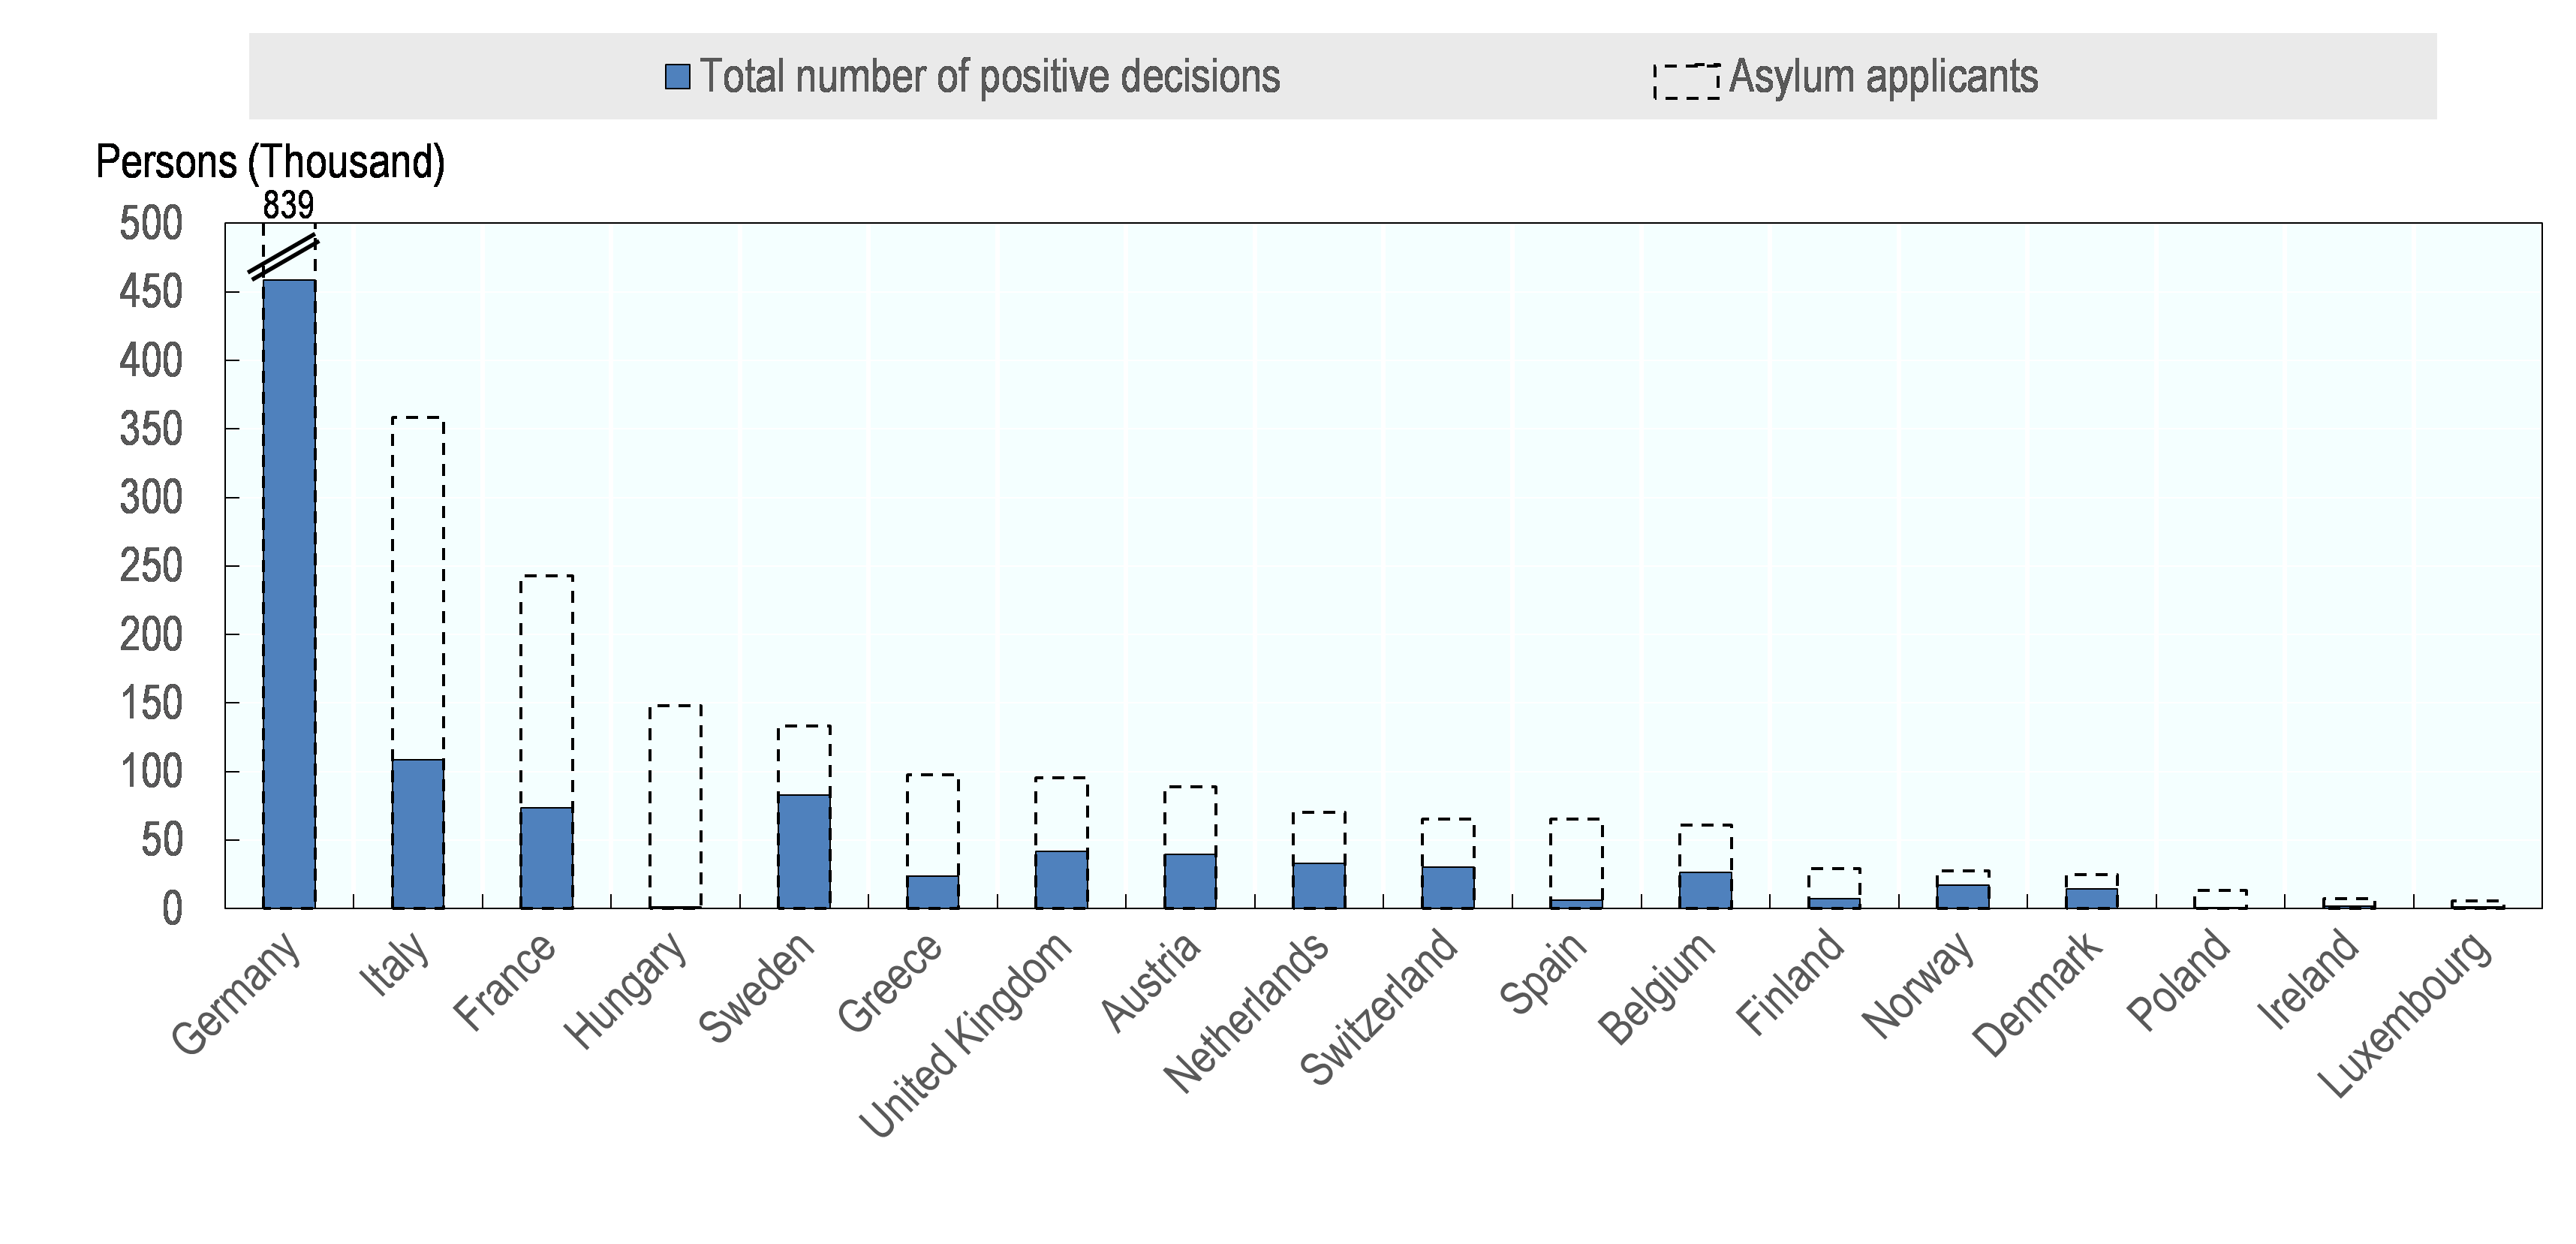 Total number of positive decisions
Asylum applicants
Persons (Thousand)
839
500
450
400
350
300
250
200
150
100
50
0
Germany
Italy
France
Hungary
Sweden
Greece
United Kingdom
Austria
Netherlands
Switzerland
Spain
Belgium
Finland
Norway
Denmark
Poland
Ireland
Luxembourg